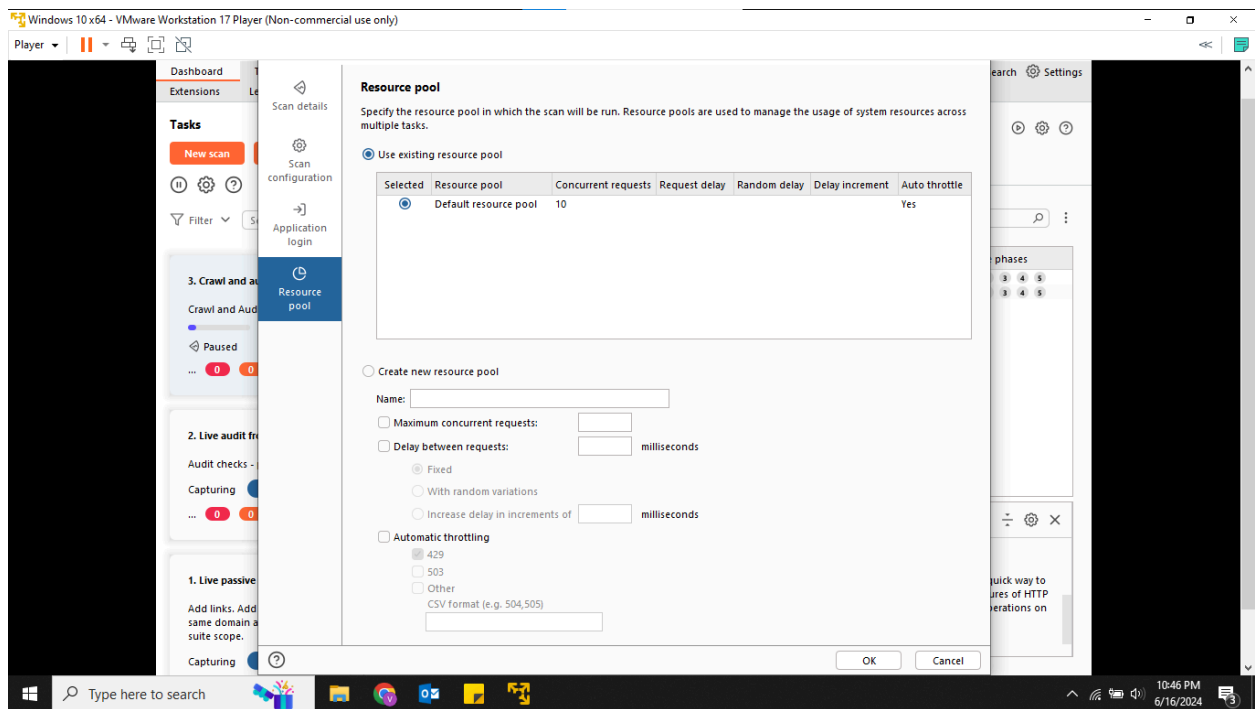 Windows 10 x64 - VMware Workstation 17 Player (Non-commercial use only)
Player
Dashboard
earch Settings
Extensions
Tasks
New scan
Filter
3. Crawl and au
Crawl and Aud
Paused
... 0 0
2. Live audit fr
Audit checks -
Capturing
... 0 0
1. Live passive
Add links. Add
same domain a
suite scope.
Capturing
Scan details
Scan
configuration
Application
login
Resource
pool
Resource pool
Specify the resource pool in which the scan will be run. Resource pools are used to manage the usage of system resources across
multiple tasks.
Use existing resource pool
Selected Resource pool Concurrent requests Request delay Random delay Delay increment Auto throttle
Default resource pool 10 Yes
Create new resource pool
Name:
Maximum concurrent requests:
Delay between requests: milliseconds
Fixed
With random variations
Increase delay in increments of milliseconds
Automatic throttling
429
503
Other
CSV format (e.g. 504,505)
OK Cancel
phases
3 4 5
3 4 5
quick way to
ures of HTTP
perations on
Type here to search
10:46 PM
6/16/2024
3